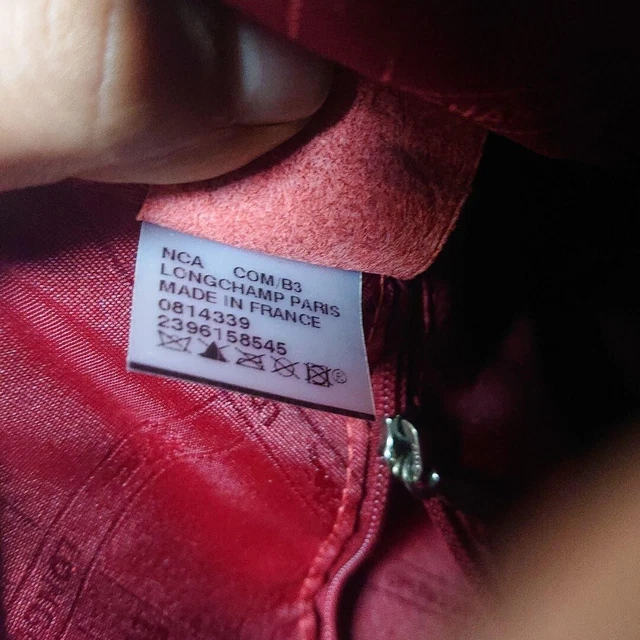 NCA COM/B3
LONGCHAMP PARIS
MADE IN FRANCE
0814339
2396158545